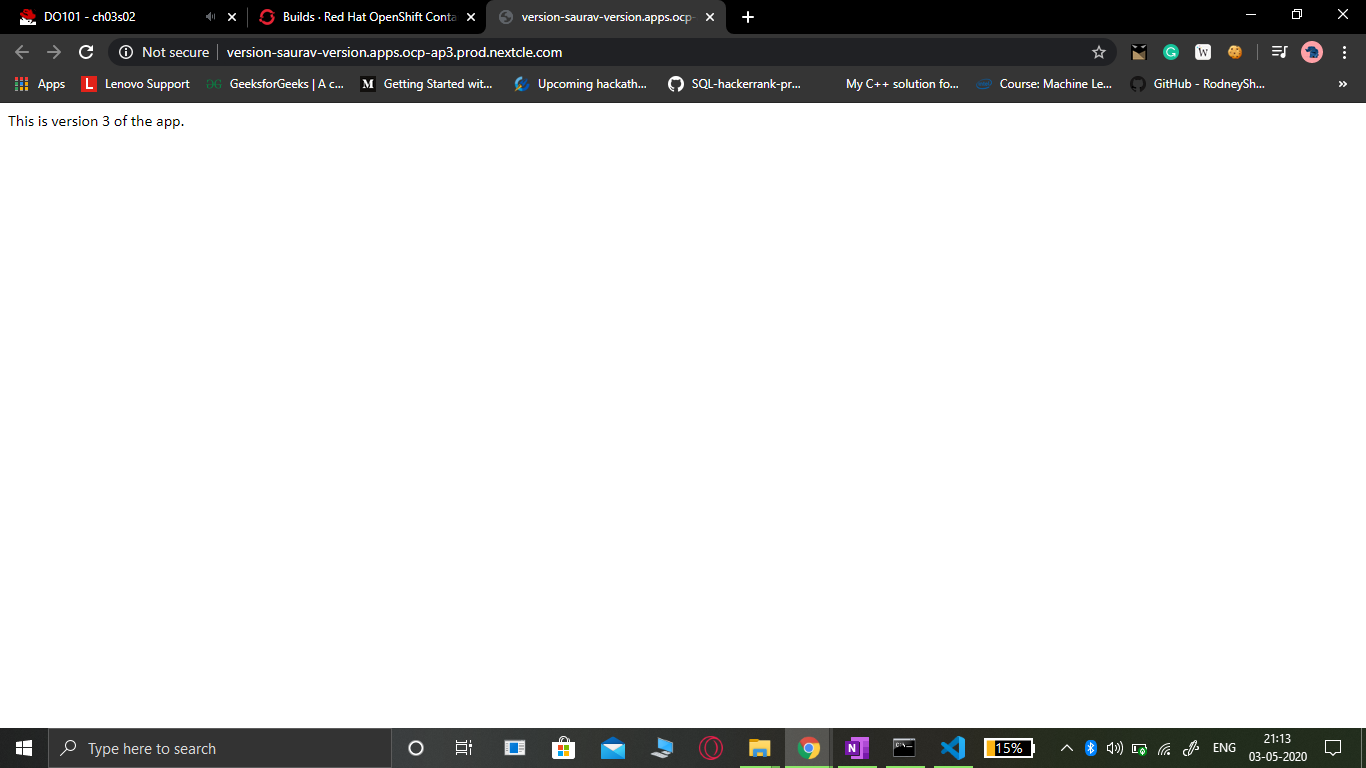 DO101 - ch03s02
Builds · Red Hat OpenShift Conta
version-saurav-version.apps.ocp-
Not secure
version-saurav-version.apps.ocp-ap3.prod.nextcle.com
Apps
L Lenovo Support
GeeksforGeeks | A c...
M Getting Started wit...
Upcoming hackath...
SQL-hackerrank-pr...
My C++ solution fo...
Course: Machine Le...
GitHub - RodneySh...
This is version 3 of the app.
Type here to search
15%
ENG
21:13
03-05-2020